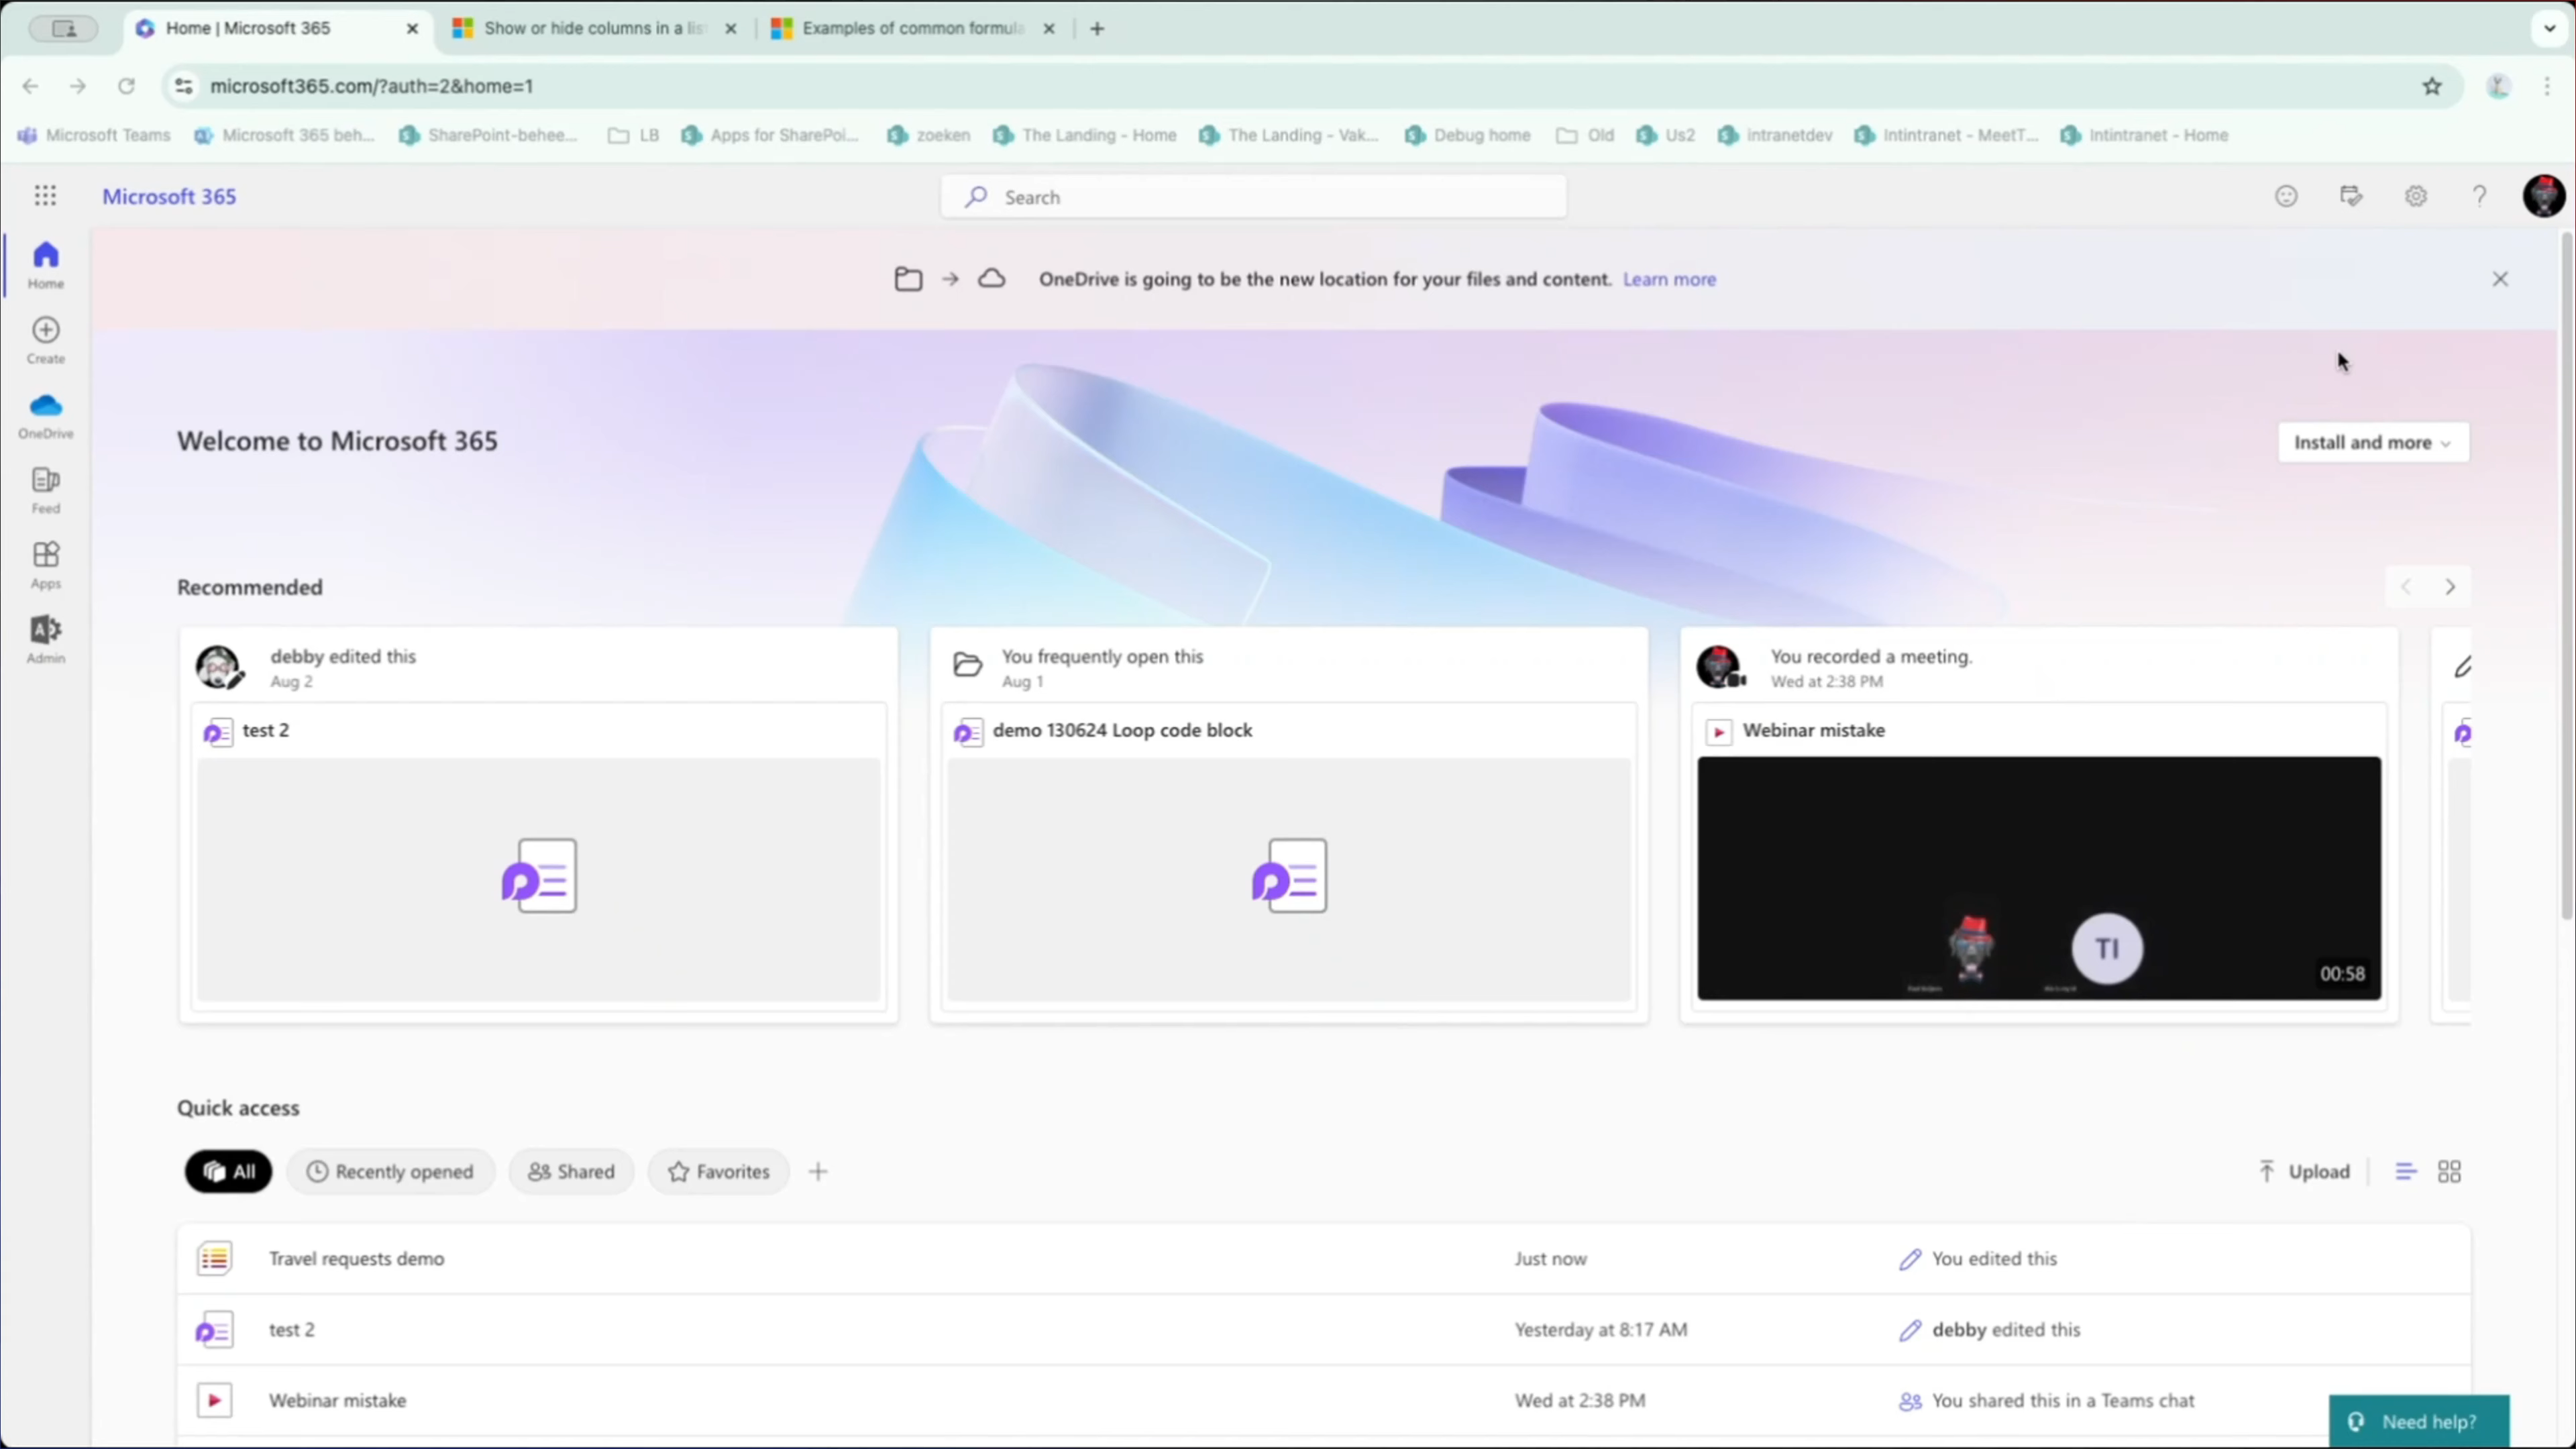 Home | Microsoft 365
Show or hide columns in a lis
Examples of common formula
microsoft365.com/?auth=2&home=1
Microsoft Teams
Microsoft 365 beh...
SharePoint-behee...
LB
Apps for SharePoi...
zoeken
The Landing - Home
The Landing - Vak...
Debug home
Old
Us2
intranetdev
Intintranet - MeetT...
Intintranet - Home
Microsoft 365
Search
Home
Create
OneDrive
Feed
Apps
Admin
OneDrive is going to be the new location for your files and content. Learn more
Welcome to Microsoft 365
Install and more
Recommended
debby edited this
Aug 2
test 2
You frequently open this
Aug 1
demo 130624 Loop code block
You recorded a meeting.
Wed at 2:38 PM
Webinar mistake
TI
00:58
Quick access
All
Recently opened
Shared
Favorites
Upload
Travel requests demo
Just now
You edited this
test 2
Yesterday at 8:17 AM
debby edited this
Webinar mistake
Wed at 2:38 PM
You shared this in a Teams chat
Need help?